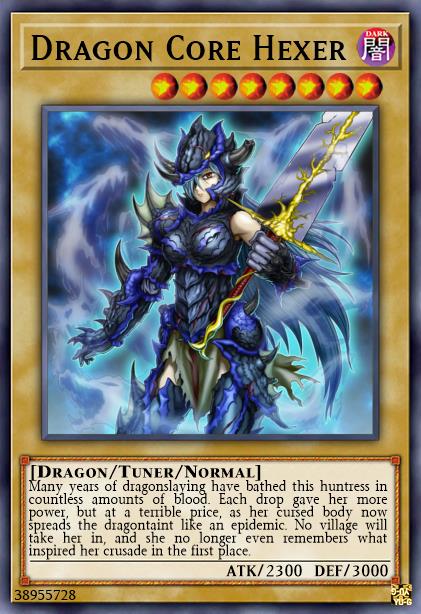 Dragon Core Hexer
DARK
闇
[Dragon/Tuner/Normal]
Many years of dragonslaying have bathed this huntress in
countless amounts of blood. Each drop gave her more
power, but at a terrible price, as her cursed body now
spreads the dragontaint like an epidemic. No village will
take her in, and she no longer even remembers what
inspired her crusade in the first place.
ATK/2300 DEF/3000
38955728